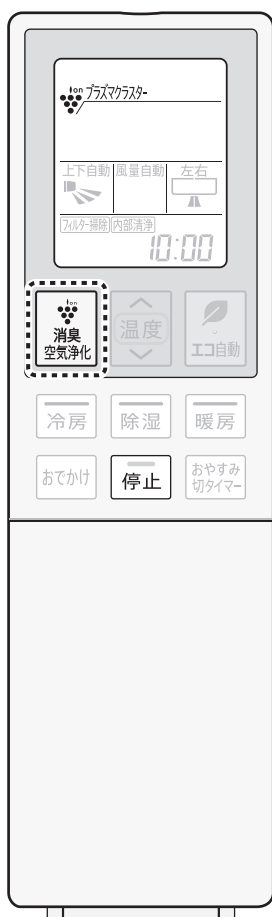 Ion プラズマクラスター
上下自動 風量自動 左右
フィルター掃除 内部清浄
10:00
Ion
消臭
空気浄化
温度
エコ自動
冷房 除湿 暖房
おでかけ 停止 おやすみ
切タイマー